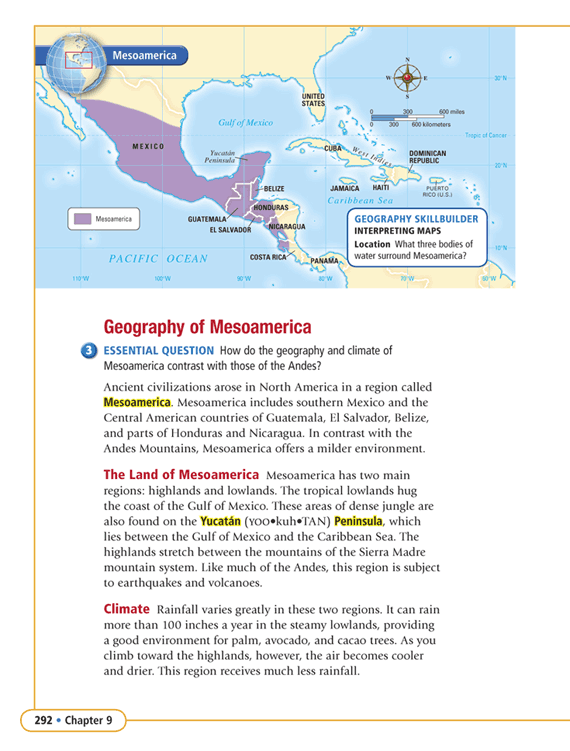 Mesoamerica
N
W
E
S
30°N
UNITED
STATES
0 300 600 miles
0 300 600 kilometers
Gulf of Mexico
Tropic of Cancer
MEXICO
CUBA
West Indies
Yucatán
Peninsula
DOMINICAN
REPUBLIC
20°N
BELIZE
JAMAICA
HAITI
PUERTO
RICO (U.S.)
Caribbean Sea
HONDURAS
Mesoamerica
GUATEMALA
EL SALVADOR
NICARAGUA
GEOGRAPHY SKILLBUILDER
INTERPRETING MAPS
Location What three bodies of
water surround Mesoamerica?
10°N
PACIFIC OCEAN
COSTA RICA
PANAMA
110°W
100°W
90°W
80°W
70°W
60°W
Geography of Mesoamerica
3 ESSENTIAL QUESTION How do the geography and climate of
Mesoamerica contrast with those of the Andes?
Ancient civilizations arose in North America in a region called
Mesoamerica. Mesoamerica includes southern Mexico and the
Central American countries of Guatemala, El Salvador, Belize,
and parts of Honduras and Nicaragua. In contrast with the
Andes Mountains, Mesoamerica offers a milder environment.
The Land of Mesoamerica Mesoamerica has two main
regions: highlands and lowlands. The tropical lowlands hug
the coast of the Gulf of Mexico. These areas of dense jungle are
also found on the Yucatán (YOO•kuh•TAN) Peninsula, which
lies between the Gulf of Mexico and the Caribbean Sea. The
highlands stretch between the mountains of the Sierra Madre
mountain system. Like much of the Andes, this region is subject
to earthquakes and volcanoes.
Climate Rainfall varies greatly in these two regions. It can rain
more than 100 inches a year in the steamy lowlands, providing
a good environment for palm, avocado, and cacao trees. As you
climb toward the highlands, however, the air becomes cooler
and drier. This region receives much less rainfall.
292 • Chapter 9